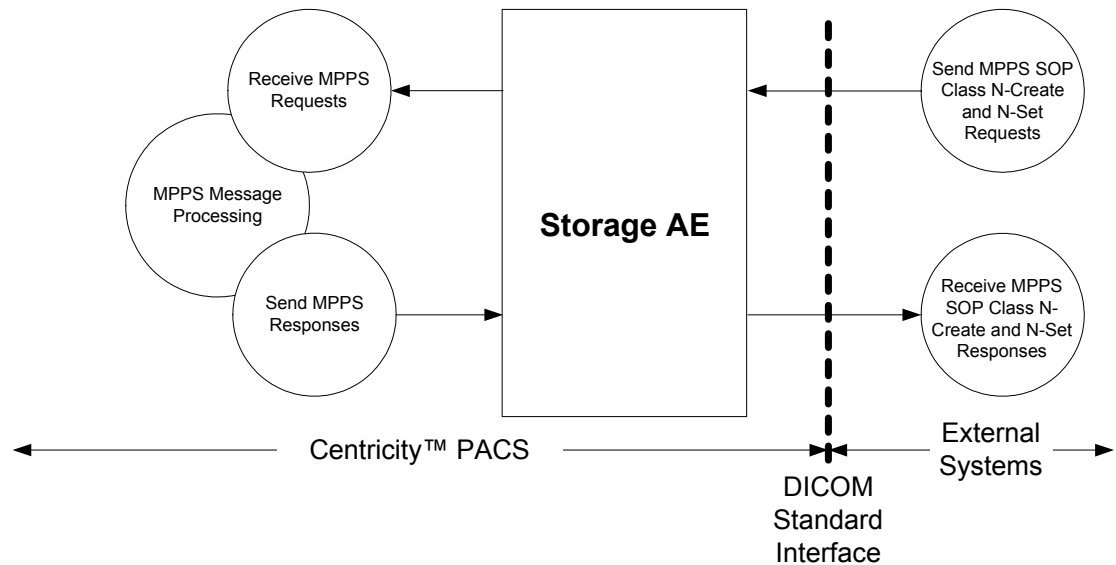 Receive MPPS
Requests
MPPS Message
Processing
Send MPPS
Responses
Storage AE
Send MPPS SOP
Class N-Create
and N-Set
Requests
Receive MPPS
SOP Class N-
Create and N-Set
Responses
Centricity™ PACS
External
Systems
DICOM
Standard
Interface